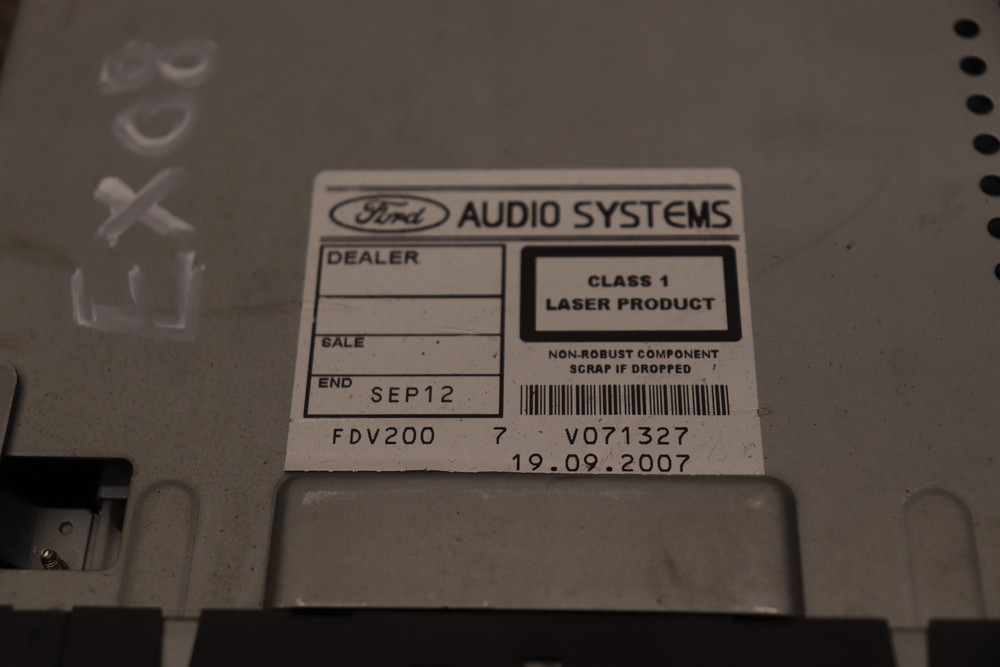 EX08
Ford AUDIO SYSTEMS
DEALER
CLASS 1
LASER PRODUCT
SALE
NON-ROBUST COMPONENT
SCRAP IF DROPPED
END SEP12
FDV200 7 V071327
19.09.2007